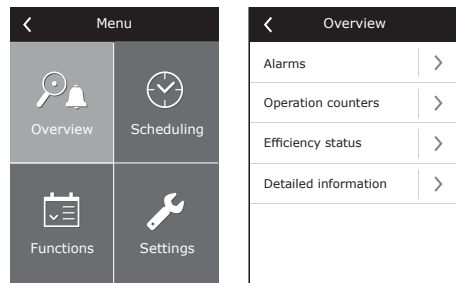 Menu
Overview
Scheduling
Functions
Settings
Overview
Alarms
Operation counters
Efficiency status
Detailed information